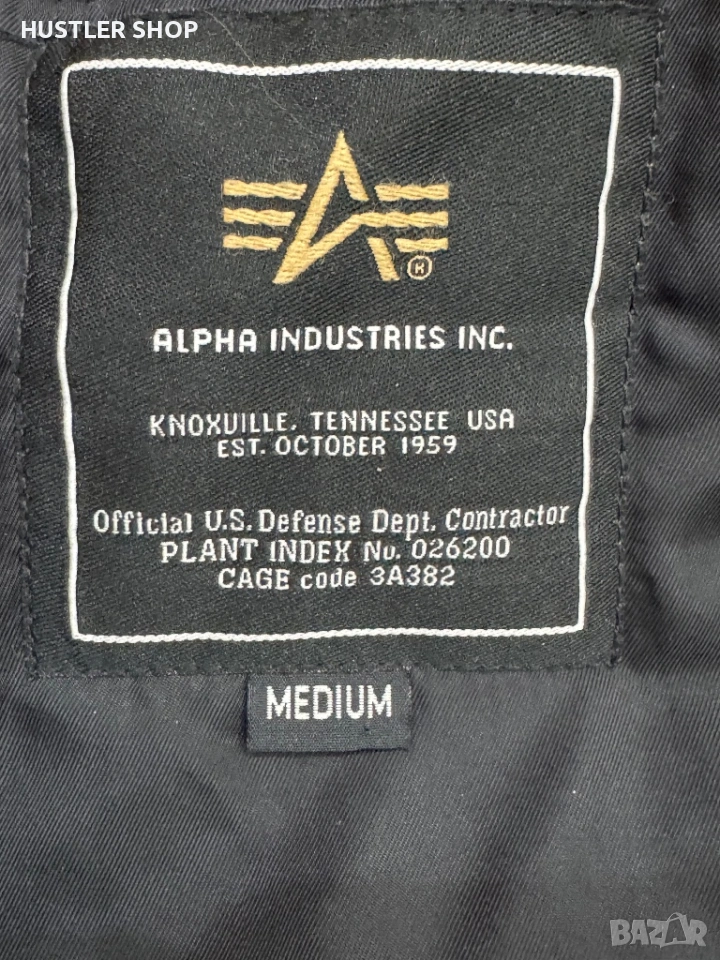 HUSTLER SHOP
ALPHA INDUSTRIES INC.
KNOXVILLE, TENNESSEE USA
EST. OCTOBER 1959
Official U.S. Defense Dept. Contractor
PLANT INDEX No. 026200
CAGE code 3A382
MEDIUM
BAZAR